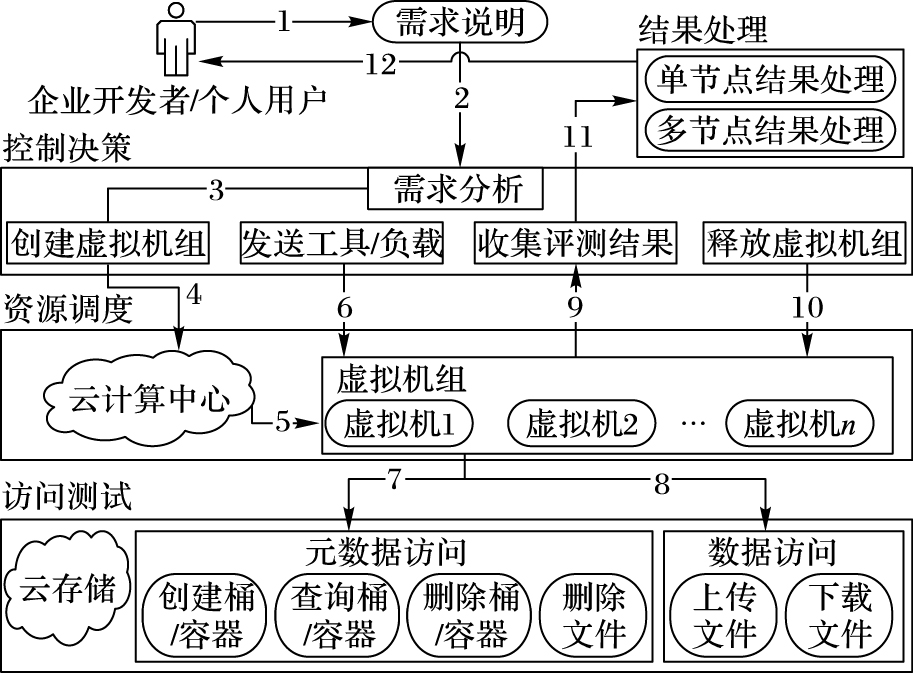 1
需求说明
结果处理
12
单节点结果处理
企业开发者/个人用户
2
11
多节点结果处理
控制决策
3
需求分析
创建虚拟机组
发送工具/负载
收集评测结果
释放虚拟机组
资源调度
4
6
9
10
虚拟机组
云计算中心
5
虚拟机1
虚拟机2
…
虚拟机n
访问测试
7
8
元数据访问
数据访问
云存储
创建桶
/容器
查询桶
/容器
删除桶
/容器
删除
文件
上传
文件
下载
文件